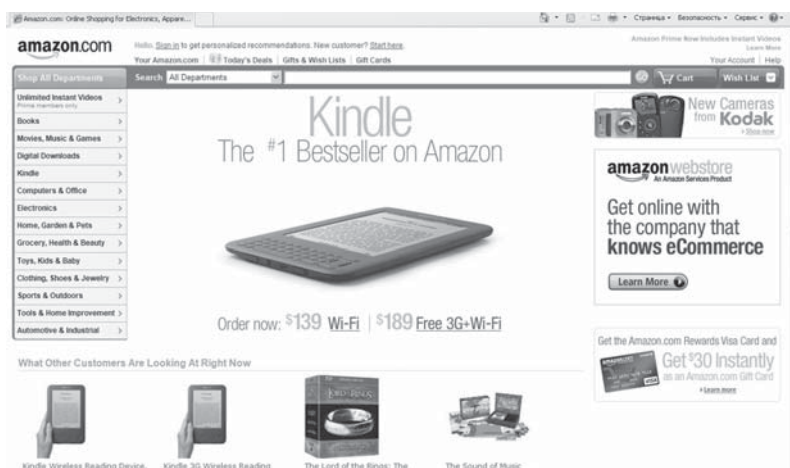 Amazon.com: Online Shopping for Electronics, Appare...
Страница Безопасность Сервис
amazon.com
Hello. Sign in to get personalized recommendations. New customer? Start here.
Amazon Prime Now Includes Instant Videos
Learn More
Your Amazon.com | Today's Deals | Gifts & Wish Lists | Gift Cards
Your Account | Help
Shop All Departments
Search All Departments
GO
Cart
Wish List
Unlimited Instant Videos
Prime members only
Books
Movies, Music & Games
Digital Downloads
Kindle
Computers & Office
Electronics
Home, Garden & Pets
Grocery, Health & Beauty
Toys, Kids & Baby
Clothing, Shoes & Jewelry
Sports & Outdoors
Tools & Home Improvement
Automotive & Industrial
Kindle
The #1 Bestseller on Amazon
Order now: $139 Wi-Fi | $189 Free 3G+Wi-Fi
New Cameras
from Kodak
Shop now
amazonwebstore
An Amazon Services Product
Get online with
the company that
knows eCommerce
Learn More
Get the Amazon.com Rewards Visa Card and
Get $30 Instantly
as an Amazon.com Gift Card
Learn more
VISA
What Other Customers Are Looking At Right Now
LORD OF THE RINGS
Kindle Wireless Reading Device,
Kindle 3G Wireless Reading
The Lord of the Rings: The
The Sound of Music